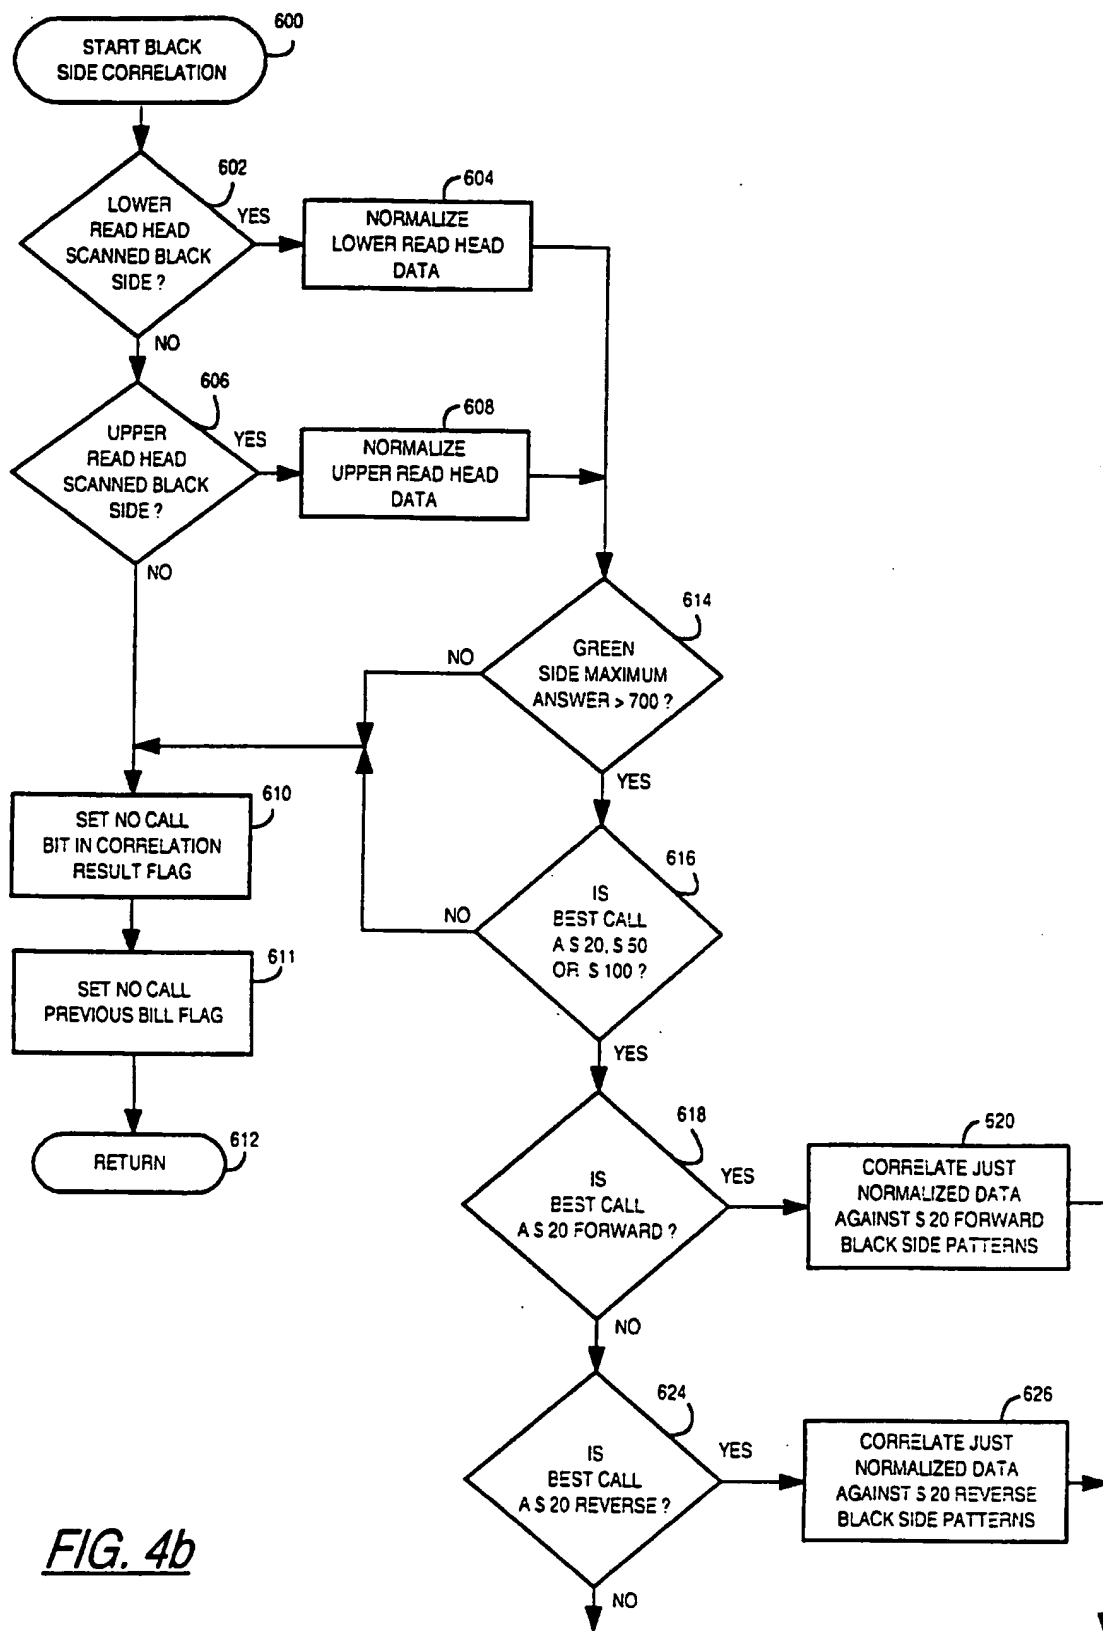 600
START BLACK
SIDE CORRELATION
602
LOWER
READ HEAD
SCANNED BLACK
SIDE ?
YES
NO
604
NORMALIZE
LOWER READ HEAD
DATA
606
UPPER
READ HEAD
SCANNED BLACK
SIDE ?
YES
NO
608
NORMALIZE
UPPER READ HEAD
DATA
614
GREEN
SIDE MAXIMUM
ANSWER > 700 ?
NO
YES
610
SET NO CALL
BIT IN CORRELATION
RESULT FLAG
616
IS
BEST CALL
A $ 20, $ 50
OR $ 100 ?
NO
YES
611
SET NO CALL
PREVIOUS BILL FLAG
612
RETURN
618
IS
BEST CALL
A $ 20 FORWARD ?
YES
NO
620
CORRELATE JUST
NORMALIZED DATA
AGAINST $ 20 FORWARD
BLACK SIDE PATTERNS
624
IS
BEST CALL
A $ 20 REVERSE ?
YES
NO
626
CORRELATE JUST
NORMALIZED DATA
AGAINST $ 20 REVERSE
BLACK SIDE PATTERNS
FIG. 4b